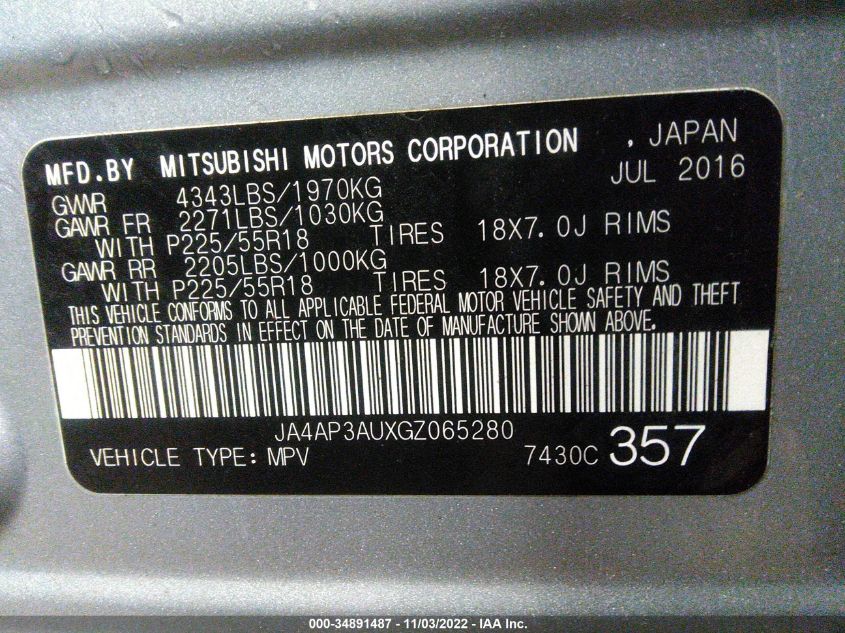 MFD.BY MITSUBISHI MOTORS CORPORATION , JAPAN
JUL 2016
GVWR 4343LBS/1970KG
GAWR FR 2271LBS/1030KG
WITH P225/55R18 TIRES 18X7.0J RIMS
GAWR RR 2205LBS/1000KG
WITH P225/55R18 TIRES 18X7.0J RIMS
THIS VEHICLE CONFORMS TO ALL APPLICABLE FEDERAL MOTOR VEHICLE SAFETY AND THEFT
PREVENTION STANDARDS IN EFFECT ON THE DATE OF MANUFACTURE SHOWN ABOVE.
JA4AP3AUXGZ065280
VEHICLE TYPE: MPV 7430C 357
000-34891487 - 11/03/2022 - IAA Inc.